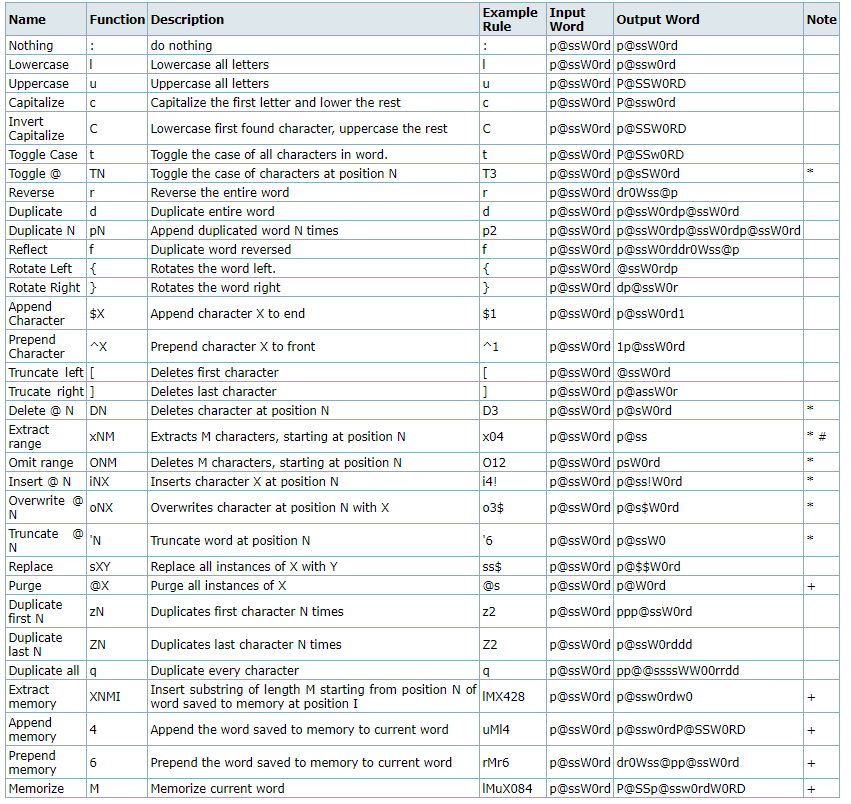 Name Function Description Example Rule Input Word Output Word Note
Nothing : do nothing : p@ssW0rd p@ssW0rd
Lowercase l Lowercase all letters l p@ssW0rd p@ssw0rd
Uppercase u Uppercase all letters u p@ssW0rd P@SSW0RD
Capitalize c Capitalize the first letter and lower the rest c p@ssW0rd P@ssw0rd
Invert Capitalize C Lowercase first found character, uppercase the rest C p@ssW0rd p@SSW0RD
Toggle Case t Toggle the case of all characters in word. t p@ssW0rd P@SSw0RD
Toggle @ TN Toggle the case of characters at position N T3 p@ssW0rd p@sSW0rd *
Reverse r Reverse the entire word r p@ssW0rd dr0Wss@p
Duplicate d Duplicate entire word d p@ssW0rd p@ssW0rdp@ssW0rd
Duplicate N pN Append duplicated word N times p2 p@ssW0rd p@ssW0rdp@ssW0rdp@ssW0rd
Reflect f Duplicate word reversed f p@ssW0rd p@ssW0rddr0Wss@p
Rotate Left { Rotates the word left. { p@ssW0rd @ssW0rdp
Rotate Right } Rotates the word right } p@ssW0rd dp@ssW0r
Append Character $X Append character X to end $1 p@ssW0rd p@ssW0rd1
Prepend Character ^X Prepend character X to front ^1 p@ssW0rd 1p@ssW0rd
Truncate left [ Deletes first character [ p@ssW0rd @ssW0rd
Trucate right ] Deletes last character ] p@ssW0rd p@assW0r
Delete @ N DN Deletes character at position N D3 p@ssW0rd p@sW0rd *
Extract range xNM Extracts M characters, starting at position N x04 p@ssW0rd p@ss * #
Omit range ONM Deletes M characters, starting at position N O12 p@ssW0rd psW0rd *
Insert @ N iNX Inserts character X at position N i4! p@ssW0rd p@ss!W0rd *
Overwrite @ N oNX Overwrites character at position N with X o3$ p@ssW0rd p@s$W0rd *
Truncate @ N 'N Truncate word at position N '6 p@ssW0rd p@ssW0 *
Replace sXY Replace all instances of X with Y ss$ p@ssW0rd p@$$W0rd
Purge @X Purge all instances of X @s p@ssW0rd p@W0rd +
Duplicate first N zN Duplicates first character N times z2 p@ssW0rd ppp@ssW0rd
Duplicate last N ZN Duplicates last character N times Z2 p@ssW0rd p@ssW0rddd
Duplicate all q Duplicate every character q p@ssW0rd pp@@ssssWW00rrdd
Extract memory XNMI Insert substring of length M starting from position N of word saved to memory at position I lMX428 p@ssW0rd p@ssw0rdw0 +
Append memory 4 Append the word saved to memory to current word uMl4 p@ssW0rd p@ssw0rdP@SSW0RD +
Prepend memory 6 Prepend the word saved to memory to current word rMr6 p@ssW0rd dr0Wss@pp@ssW0rd +
Memorize M Memorize current word lMuX084 p@ssW0rd P@SSp@ssw0rdW0RD +